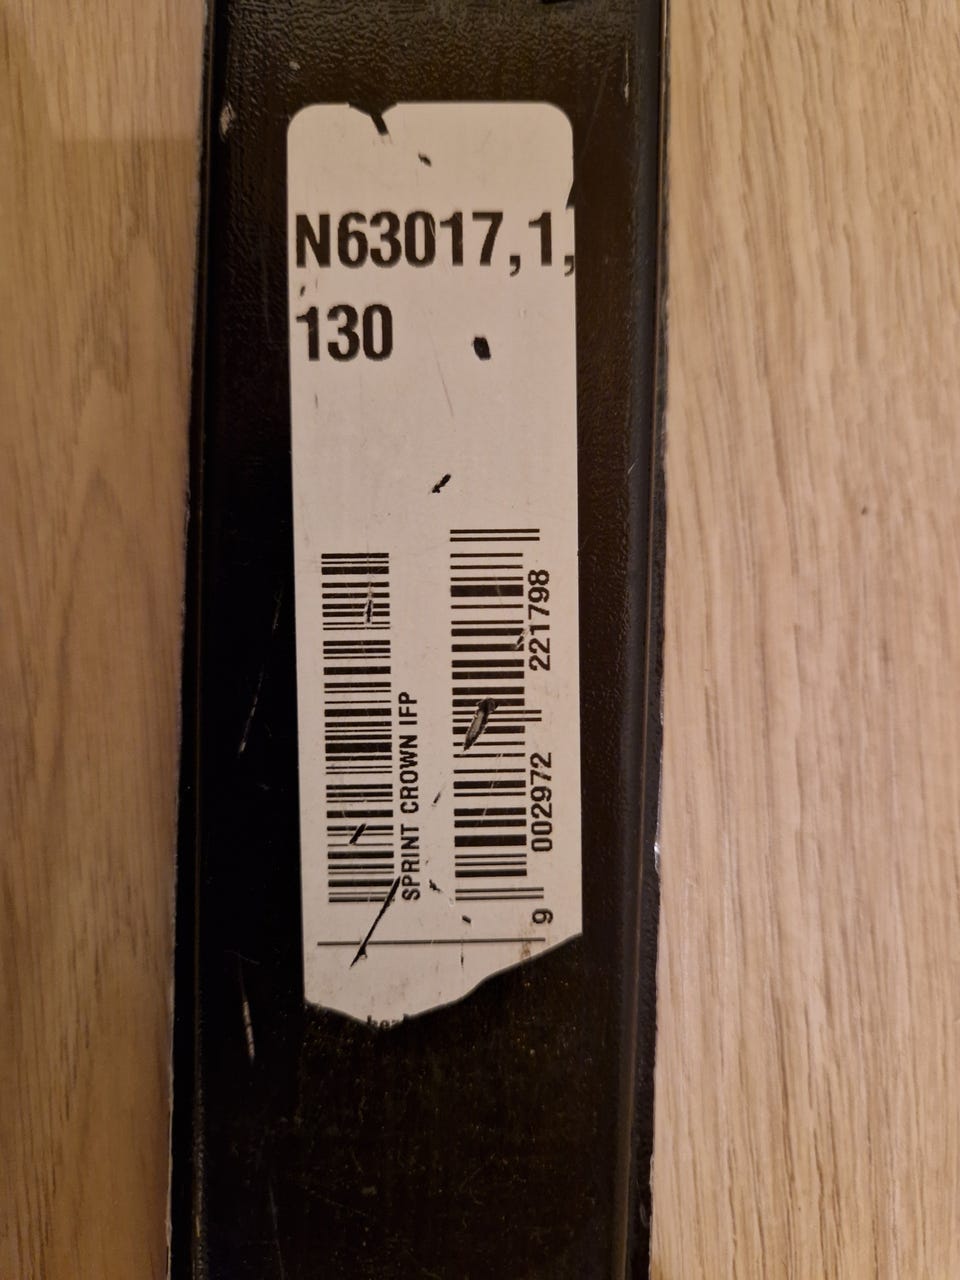 N63017,1,
130
SPRINT CROWN IFP
9 002972 221798